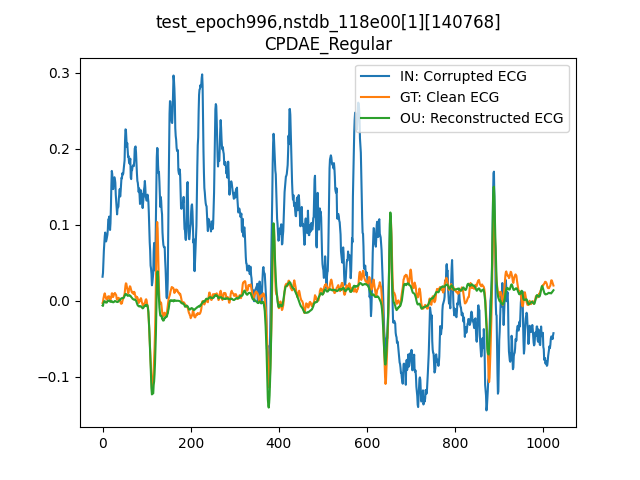 test_epoch996,nstdb_118e00[1][140768]
CPDAE_Regular
IN: Corrupted ECG
GT: Clean ECG
OU: Reconstructed ECG
0.3
0.2
0.1
0.0
−0.1
0 200 400 600 800 1000